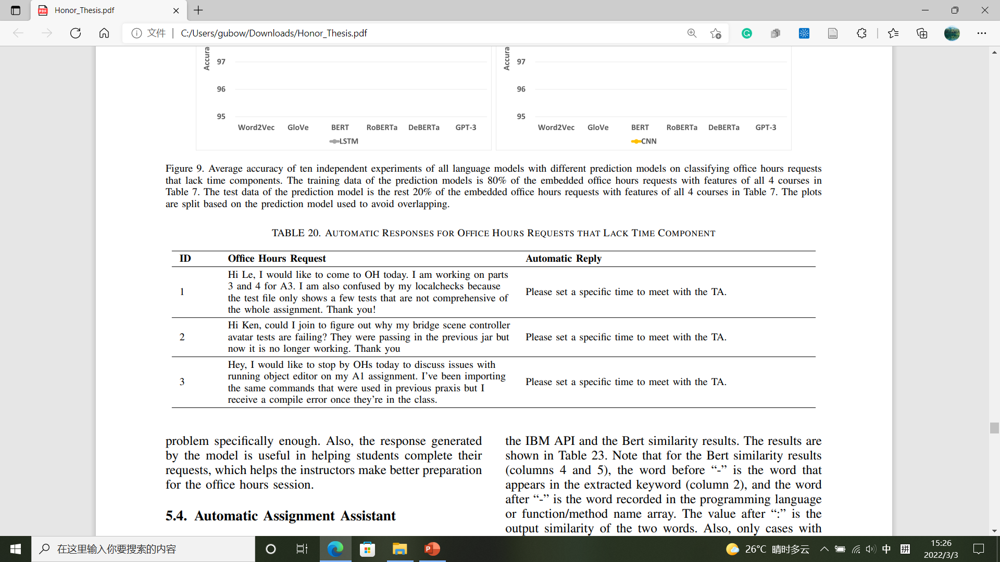 Honor_Thesis.pdf
文件
C:/Users/gubow/Downloads/Honor_Thesis.pdf
Accura
97
96
95
Word2Vec GloVe BERT RoBERTa DeBERTa GPT-3
LSTM
Accura
97
96
95
Word2Vec GloVe BERT RoBERTa DeBERTa GPT-3
CNN
Figure 9. Average accuracy of ten independent experiments of all language models with different prediction models on classifying office hours requests
that lack time components. The training data of the prediction models is 80% of the embedded office hours requests with features of all 4 courses in
Table 7. The test data of the prediction model is the rest 20% of the embedded office hours requests with features of all 4 courses in Table 7. The plots
are split based on the prediction model used to avoid overlapping.
TABLE 20. AUTOMATIC RESPONSES FOR OFFICE HOURS REQUESTS THAT LACK TIME COMPONENT
ID Office Hours Request Automatic Reply
1
Hi Le, I would like to come to OH today. I am working on parts
3 and 4 for A3. I am also confused by my localchecks because
the test file only shows a few tests that are not comprehensive of
the whole assignment. Thank you!
Please set a specific time to meet with the TA.
2
Hi Ken, could I join to figure out why my bridge scene controller
avatar tests are failing? They were passing in the previous jar but
now it is no longer working. Thank you
Please set a specific time to meet with the TA.
3
Hey, I would like to stop by OHs today to discuss issues with
running object editor on my A1 assignment. I've been importing
the same commands that were used in previous praxis but I
receive a compile error once they're in the class.
Please set a specific time to meet with the TA.
problem specifically enough. Also, the response generated
by the model is useful in helping students complete their
requests, which helps the instructors make better preparation
for the office hours session.
5.4. Automatic Assignment Assistant
the IBM API and the Bert similarity results. The results are
shown in Table 23. Note that for the Bert similarity results
(columns 4 and 5), the word before “-” is the word that
appears in the extracted keyword (column 2), and the word
after “-” is the word recorded in the programming language
or function/method name array. The value after “:” is the
output similarity of the two words. Also, only cases with
在这里输入你要搜索的内容
26°C 晴时多云
中
拼
15:26
2022/3/3